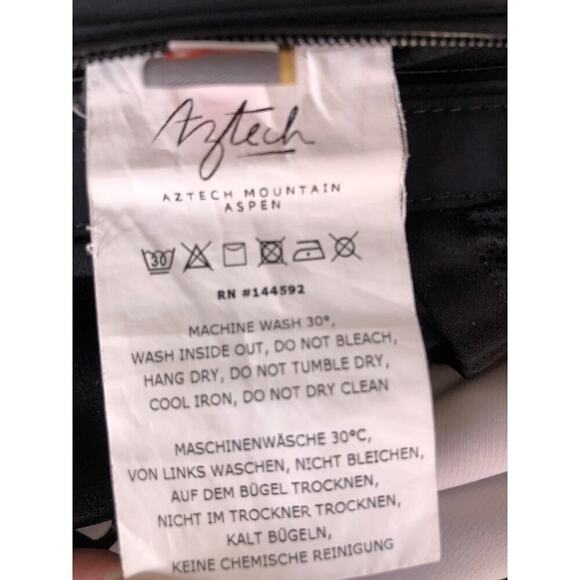 Aztech
AZTECH MOUNTAIN
ASPEN
30
RN #144592
MACHINE WASH 30°,
WASH INSIDE OUT, DO NOT BLEACH,
HANG DRY, DO NOT TUMBLE DRY,
COOL IRON, DO NOT DRY CLEAN
MASCHINENWÄSCHE 30°C,
VON LINKS WASCHEN, NICHT BLEICHEN,
AUF DEM BÜGEL TROCKNEN,
NICHT IM TROCKNER TROCKNEN,
KALT BÜGELN,
KEINE CHEMISCHE REINIGUNG